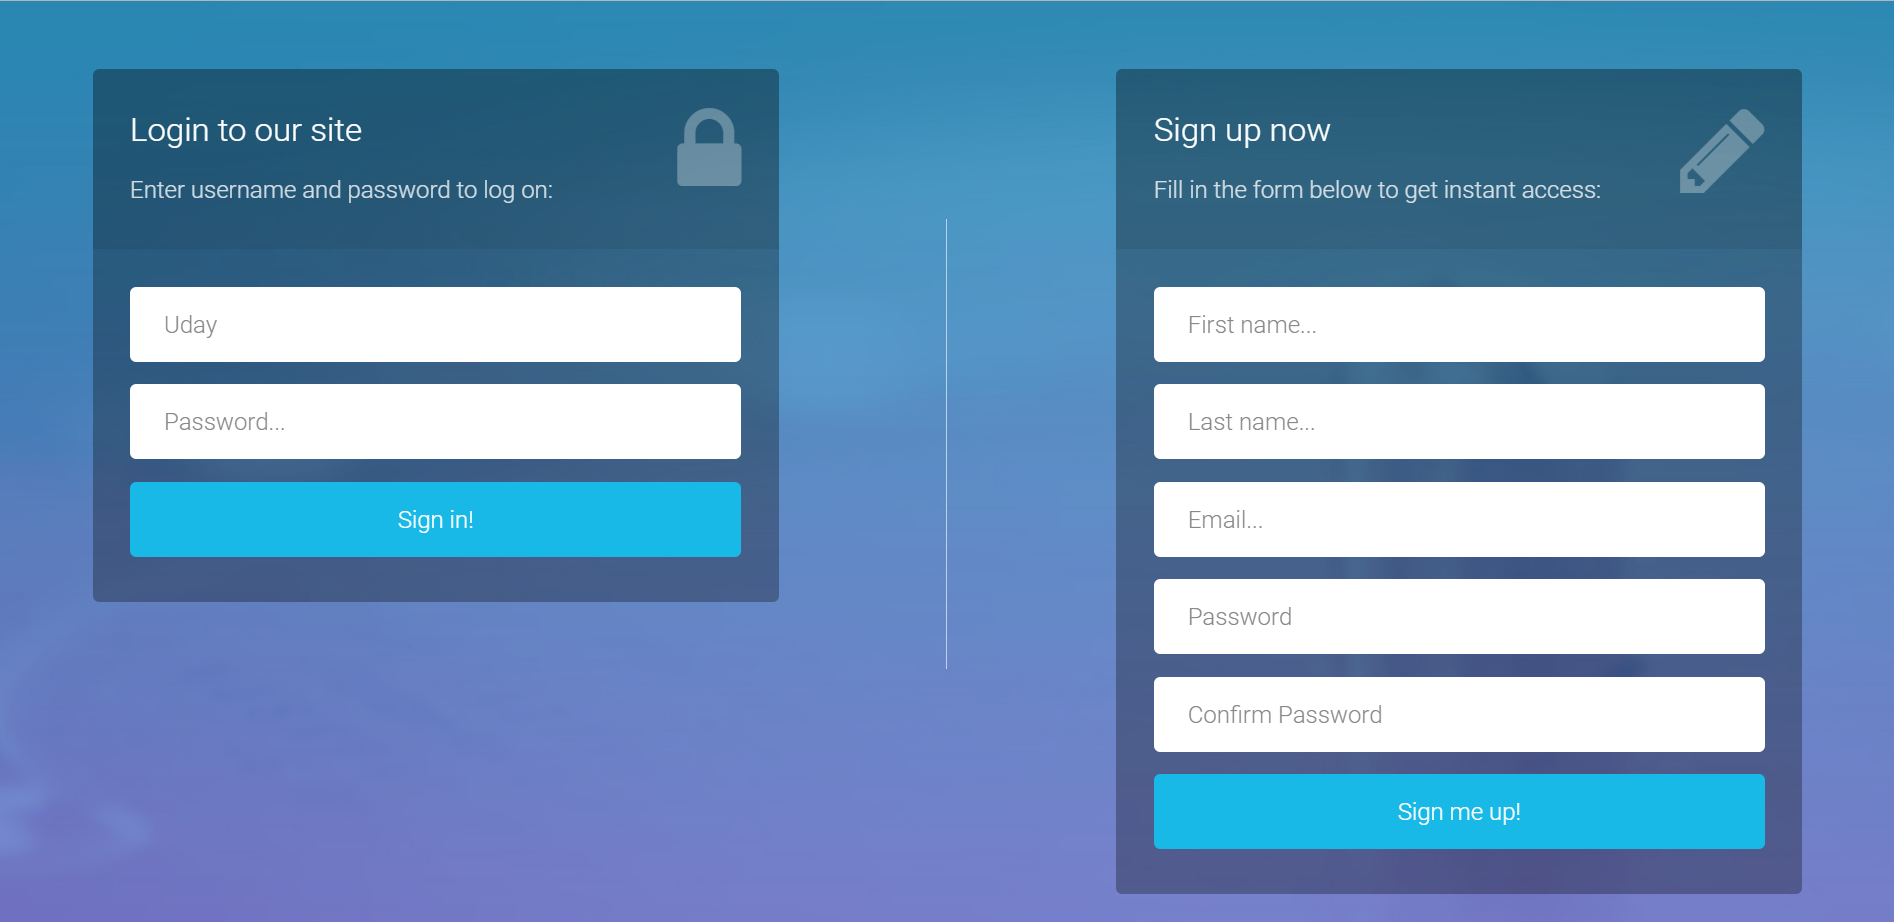 Login to our site
Enter username and password to log on:
Uday
Password...
Sign in!
Sign up now
Fill in the form below to get instant access:
First name...
Last name...
Email...
Password
Confirm Password
Sign me up!